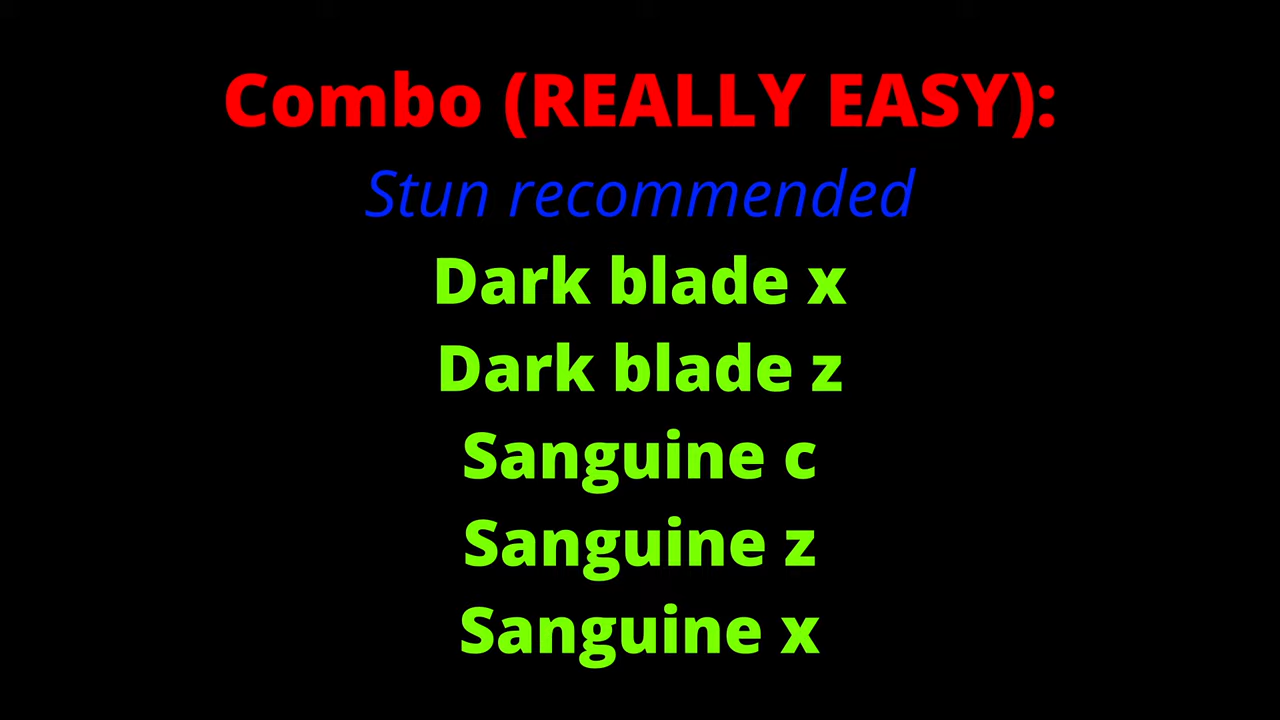 Combo (REALLY EASY):
Stun recommended
Dark blade x
Dark blade z
Sanguine c
Sanguine z
Sanguine x